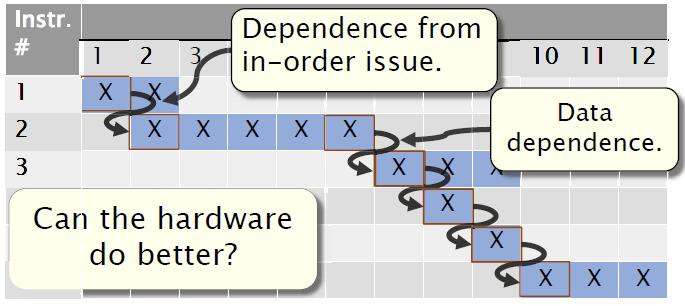 Instr.
#
1 2 3 10 11 12
Dependence from
in-order issue.
1 X X
2 X X X X X
Data
dependence.
3 X X X
X
X
X X X
Can the hardware
do better?